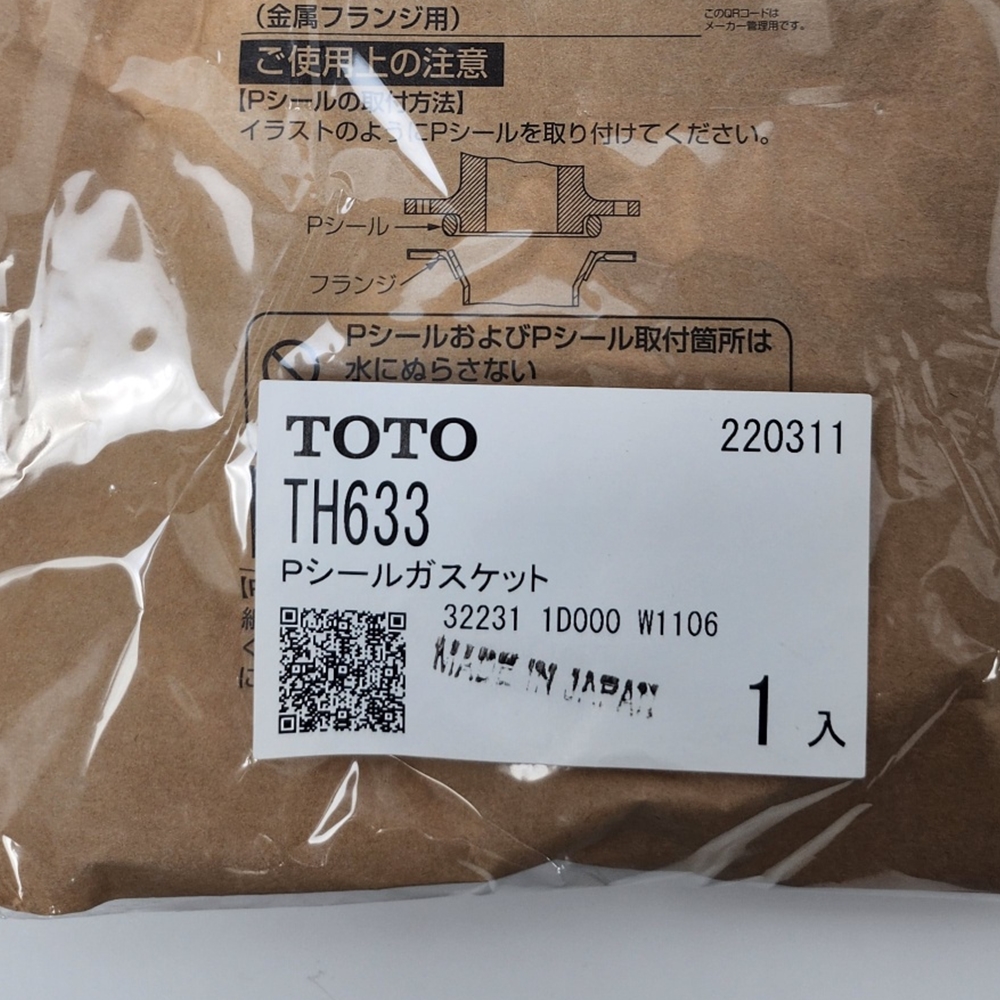 （金属フランジ用）
このQRコードは
メーカー管理用です。
ご使用上の注意
【Pシールの取付方法】
イラストのようにPシールを取り付けてください。
Pシール
フランジ
PシールおよびPシール取付箇所は
水にぬらさない
TOTO
220311
TH633
Pシールガスケット
32231 1D000 W1106
MADE IN JAPAN
1入